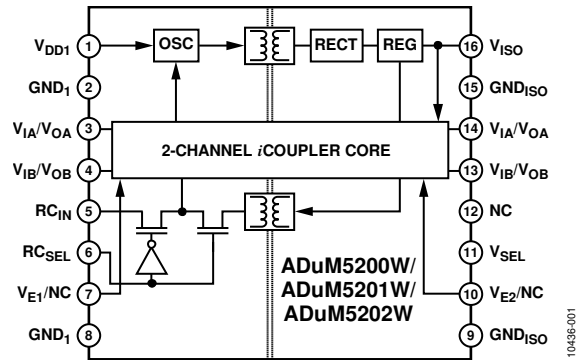 V_DD1 1 OSC RECT REG 16 V_ISO
GND_1 2 15 GND_ISO
V_IA/V_OA 3 14 V_IA/V_OA
2-CHANNEL iCOUPLER CORE
V_IB/V_OB 4 13 V_IB/V_OB
RC_IN 5 12 NC
RC_SEL 6 11 V_SEL
ADuM5200W/
ADuM5201W/
ADuM5202W
V_E1/NC 7 10 V_E2/NC
GND_1 8 9 GND_ISO
10436-001